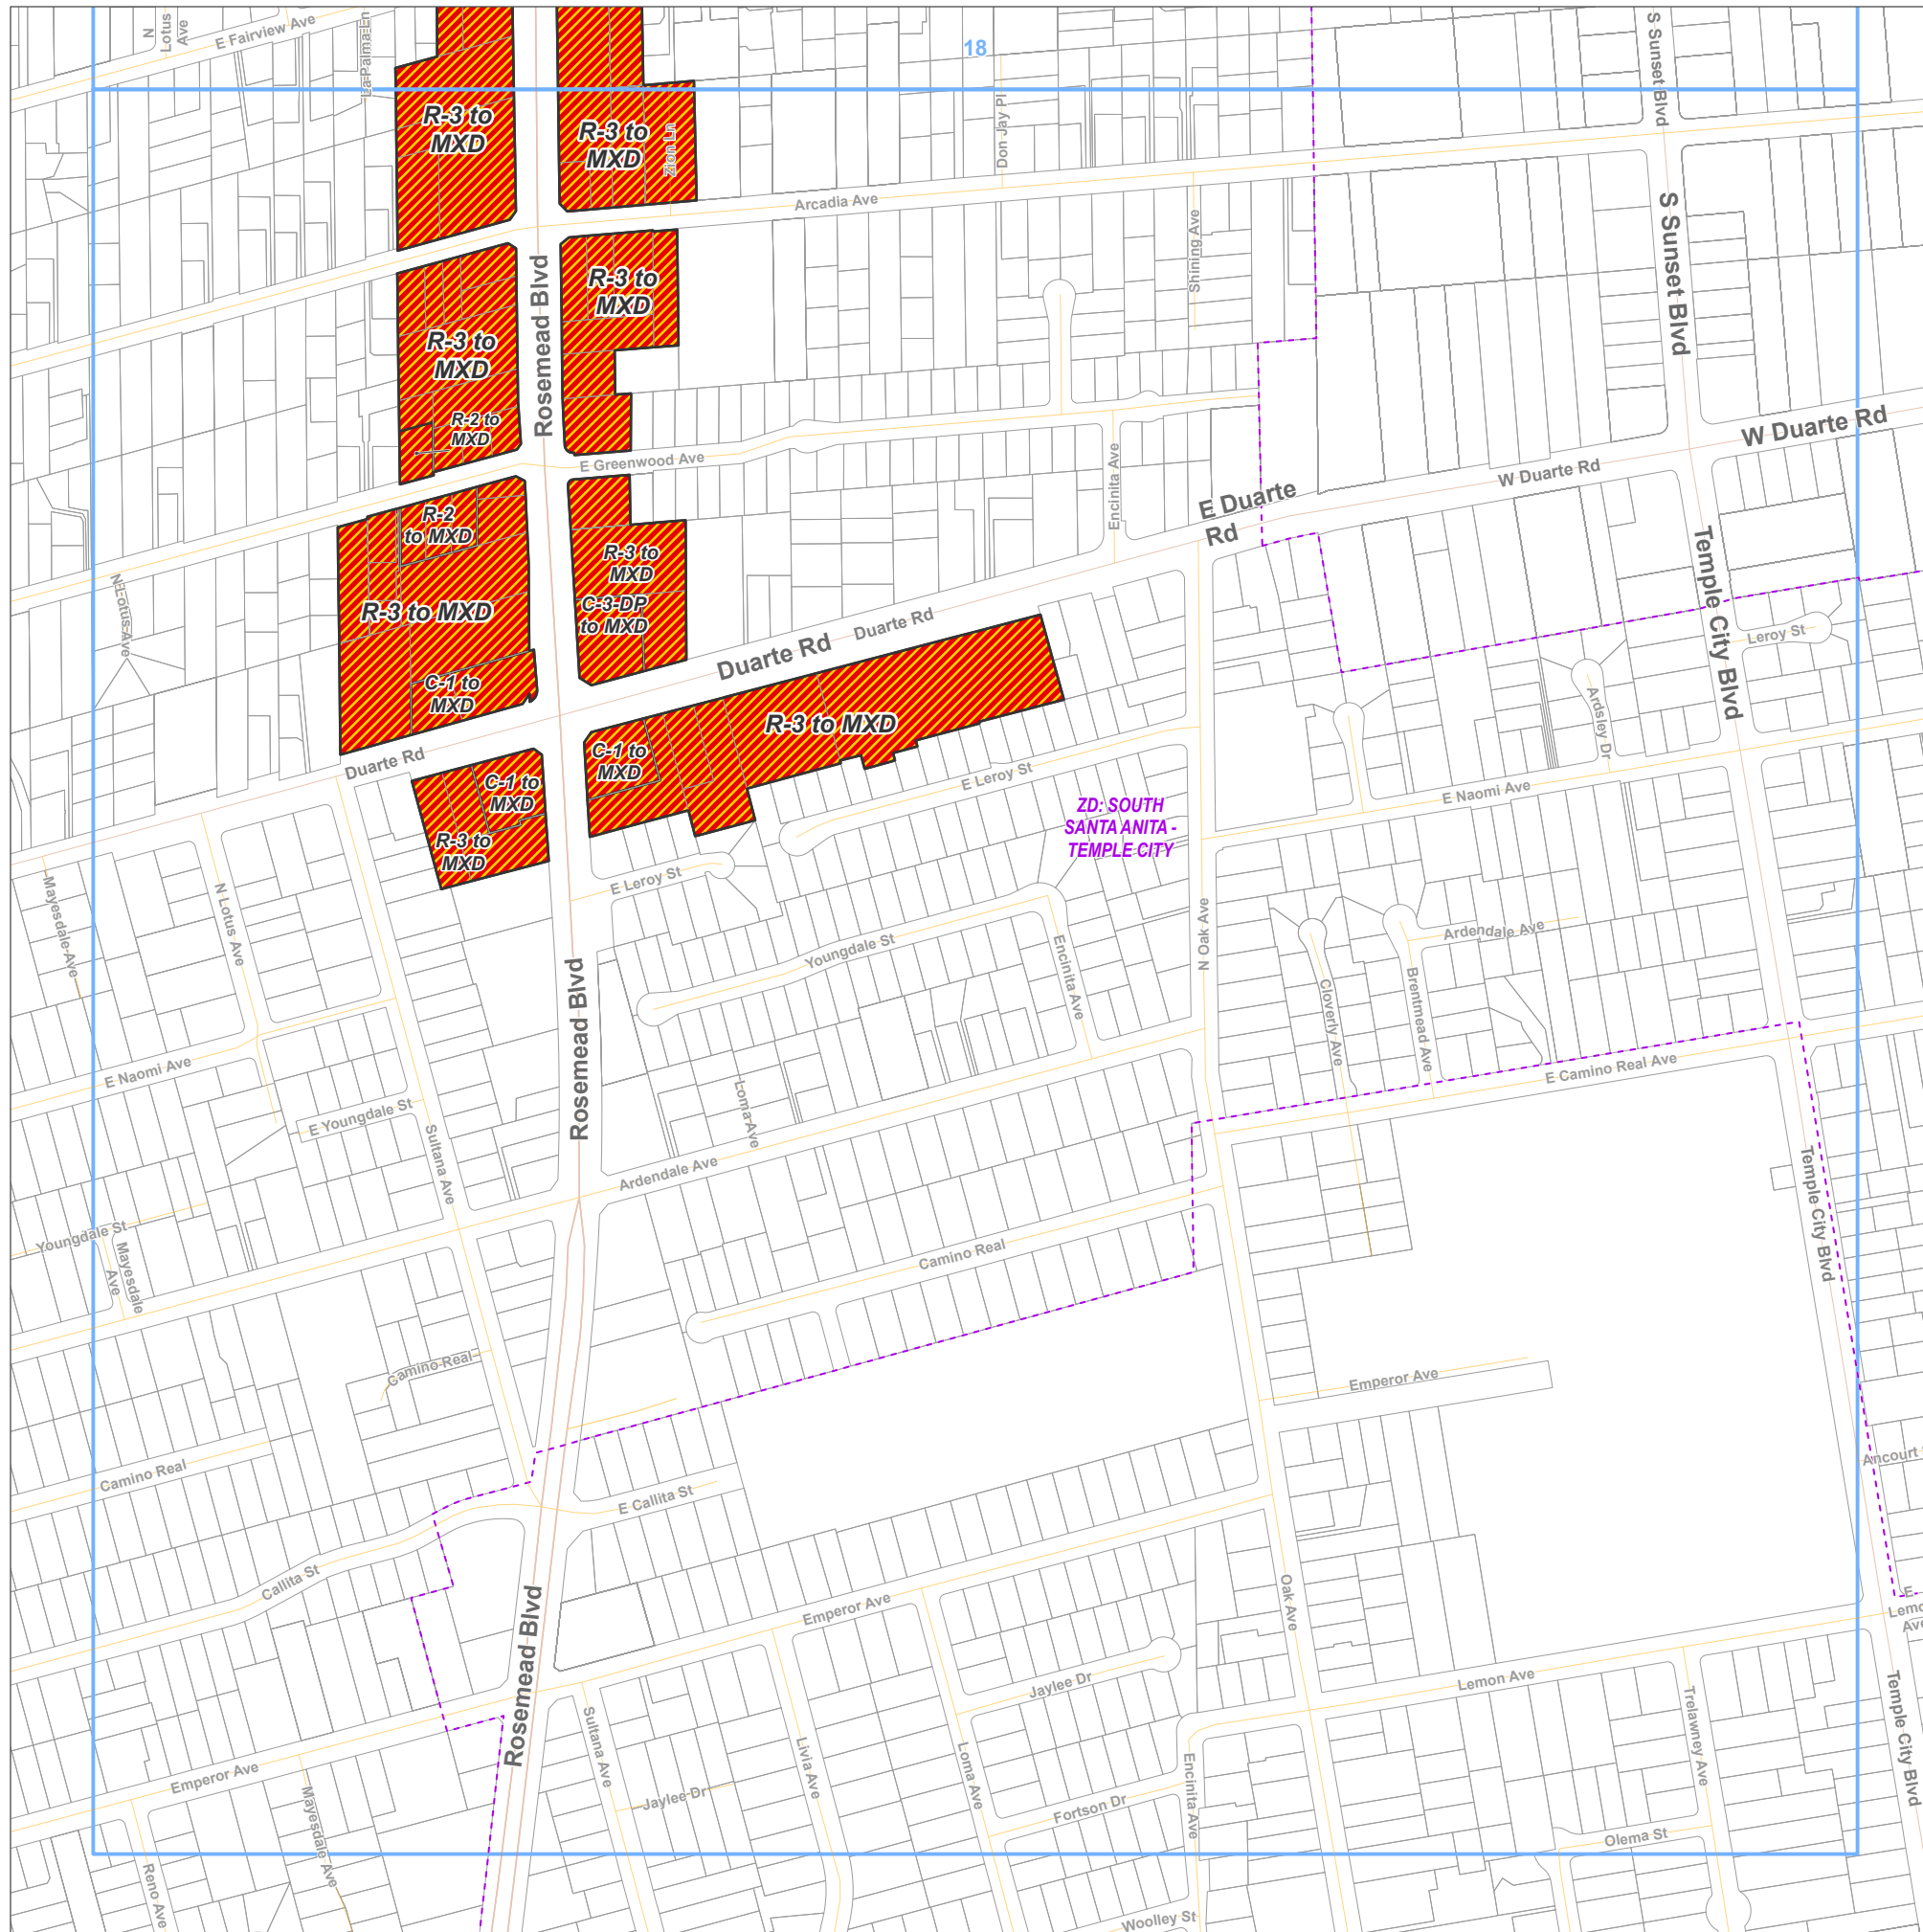 N
Lotus
Ave
E Fairview Ave
La Palma Ln
18
S Sunset Blvd
R-3 to
MXD
R-3 to
MXD
Zion Ln
Don Jay Pl
Arcadia Ave
Shining Ave
S Sunset Blvd
Rosemead Blvd
R-3 to
MXD
R-3 to
MXD
R-2 to
MXD
E Greenwood Ave
Encinita Ave
E Duarte
Rd
W Duarte Rd
W Duarte Rd
R-2
to MXD
R-3 to MXD
C-1 to
MXD
R-3 to
MXD
C-3-DP
to MXD
N Lotus Ave
Duarte Rd
Duarte Rd
Temple City Blvd
Leroy St
Ardsley Dr
R-3 to MXD
C-1 to
MXD
Duarte Rd
C-1 to
MXD
R-3 to
MXD
E Leroy St
E Naomi Ave
ZD: SOUTH
SANTA ANITA -
TEMPLE CITY
E Leroy St
Mayesdale Ave
N Lotus Ave
Youngdale St
Encinita Ave
N Oak Ave
Ardendale Ave
Cloverly Ave
Brentmead Ave
Rosemead Blvd
E Naomi Ave
E Camino Real Ave
E Youngdale St
Loma Ave
Sultana Ave
Ardendale Ave
Temple City Blvd
Youngdale St
Mayesdale
Ave
Camino Real
Camino Real
Emperor Ave
Camino Real
Ancourt
E Callita St
Callita St
Emperor Ave
Oak Ave
E
Lemo
Ave
Rosemead Blvd
Jaylee Dr
Lemon Ave
Trelawney Ave
Temple City Blvd
Emperor Ave
Mayesdale Ave
Sultana Ave
Jaylee Dr
Livia Ave
Loma Ave
Fortson Dr
Encinita Ave
Olema St
Reno Ave
Woolley St